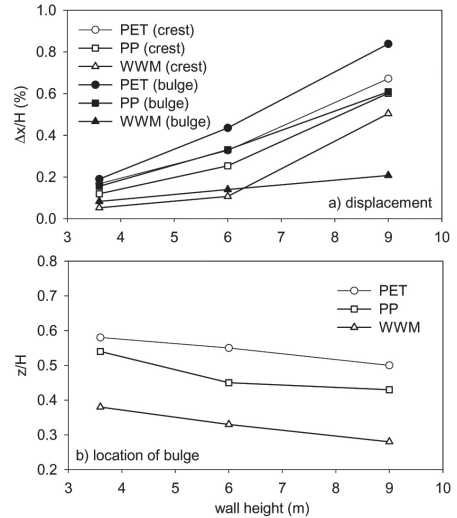 1.0
0.8
0.6
0.4
0.2
0.0
Δx/H (%)
PET (crest)
PP (crest)
WWM (crest)
PET (bulge)
PP (bulge)
WWM (bulge)
a) displacement
3 4 5 6 7 8 9 10
0.8
0.7
0.6
0.5
0.4
0.3
0.2
z/H
PET
PP
WWM
b) location of bulge
3 4 5 6 7 8 9 10
wall height (m)